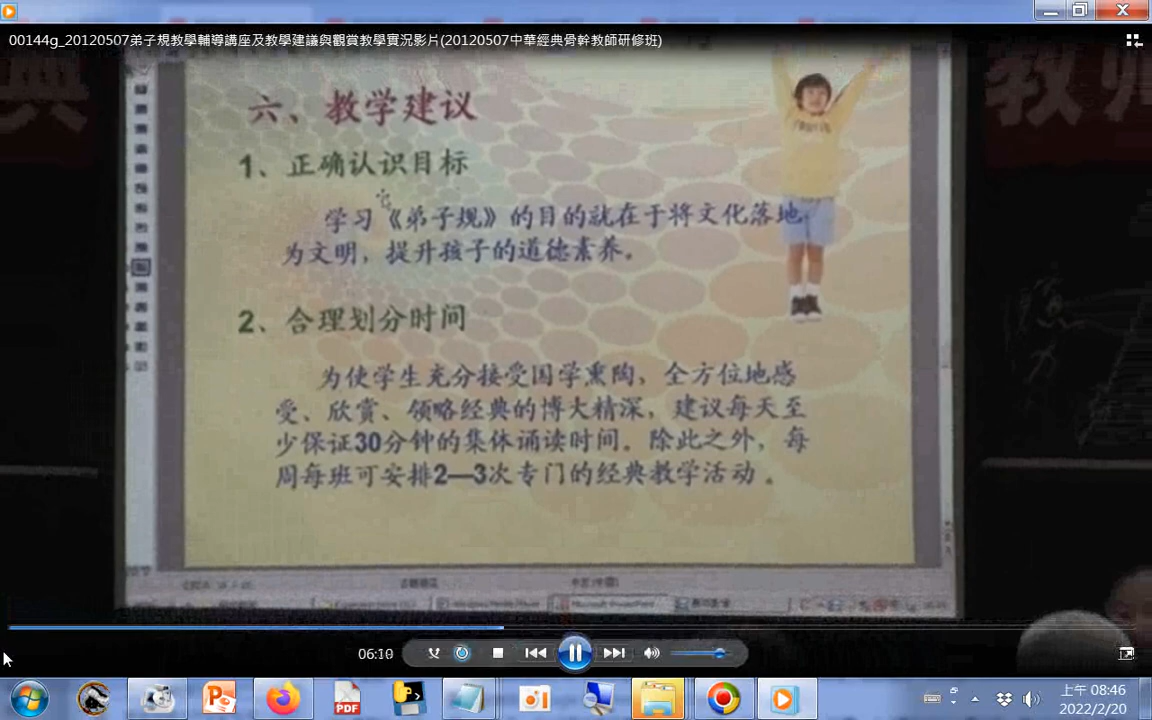 00144g_20120507弟子規教學輔導講座及教學建議與觀賞教學實況影片(20120507中華經典骨幹教師研修班)
典
教师
六、教学建议
1、正确认识目标
学习《弟子规》的目的就在于将文化落地
为文明，提升孩子的道德素养。
2、合理划分时间
为使学生充分接受国学熏陶，全方位地感
受、欣赏、领略经典的博大精深，建议每天至
少保证30分钟的集体诵读时间。除此之外，每
周每班可安排2—3次专门的经典教学活动。
06:10
PDF
上午 08:46
2022/2/20